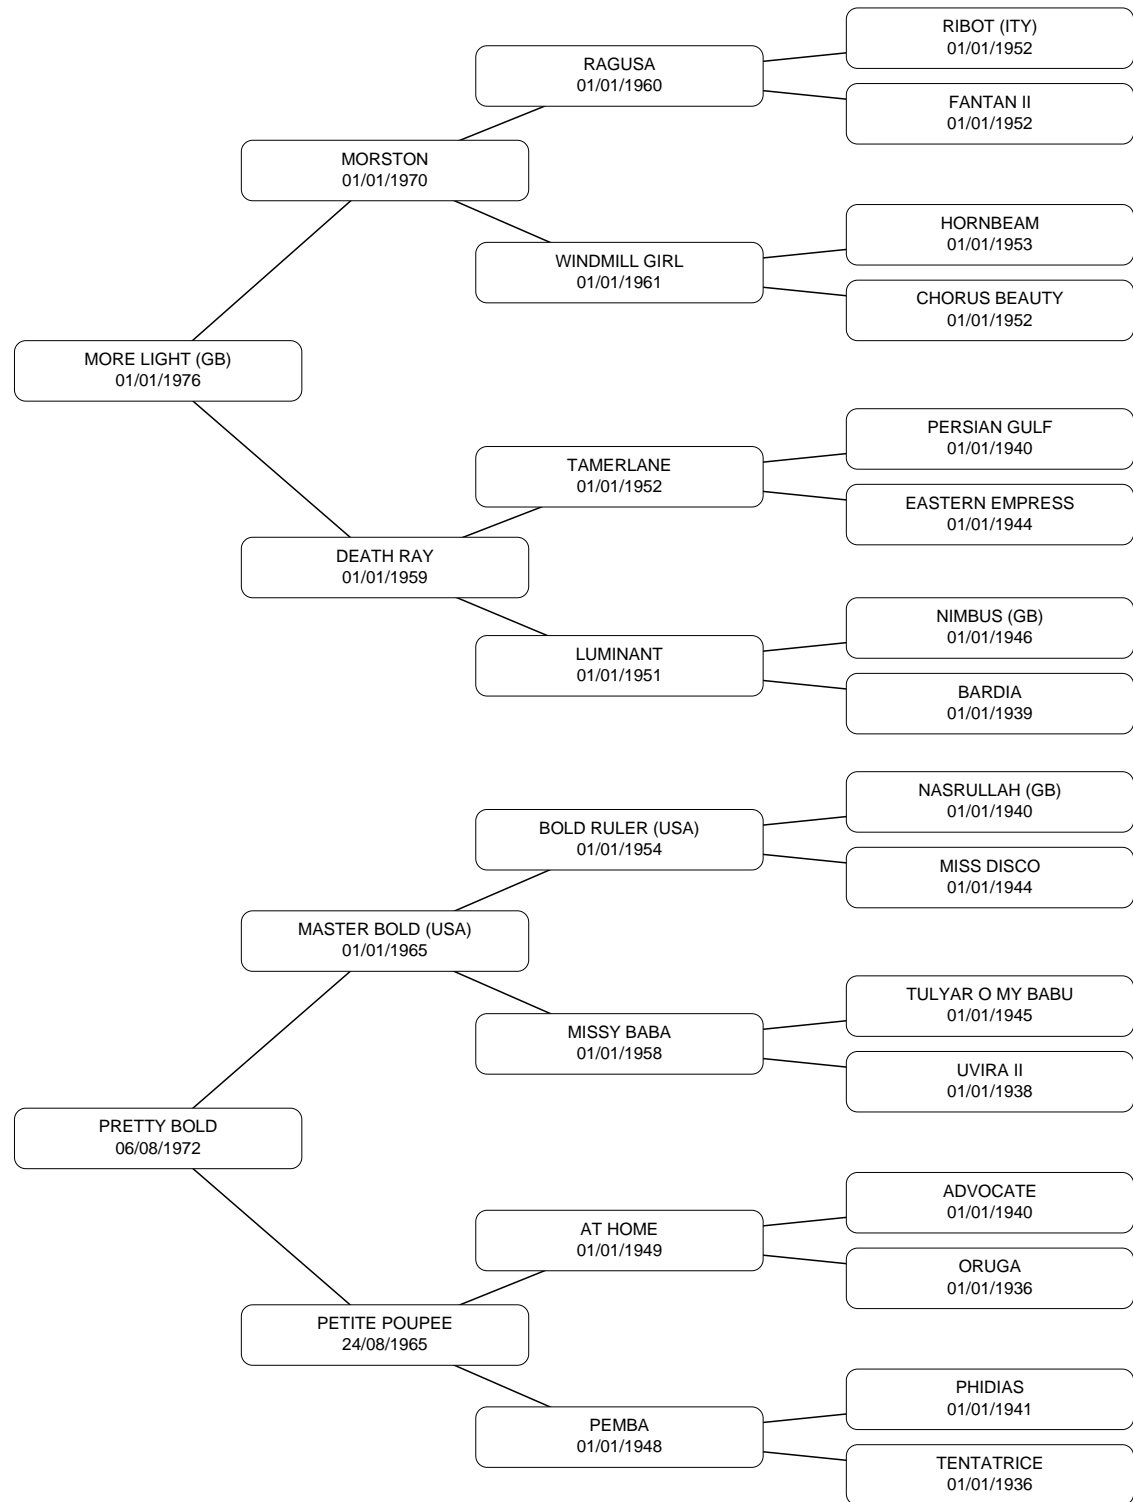 RIBOT (ITY)
01/01/1952
RAGUSA
01/01/1960
FANTAN II
01/01/1952
MORSTON
01/01/1970
HORNBEAM
01/01/1953
WINDMILL GIRL
01/01/1961
CHORUS BEAUTY
01/01/1952
MORE LIGHT (GB)
01/01/1976
PERSIAN GULF
01/01/1940
TAMERLANE
01/01/1952
EASTERN EMPRESS
01/01/1944
DEATH RAY
01/01/1959
NIMBUS (GB)
01/01/1946
LUMINANT
01/01/1951
BARDIA
01/01/1939
NASRULLAH (GB)
01/01/1940
BOLD RULER (USA)
01/01/1954
MISS DISCO
01/01/1944
MASTER BOLD (USA)
01/01/1965
TULYAR O MY BABU
01/01/1945
MISSY BABA
01/01/1958
UVIRA II
01/01/1938
PRETTY BOLD
06/08/1972
ADVOCATE
01/01/1940
AT HOME
01/01/1949
ORUGA
01/01/1936
PETITE POUPEE
24/08/1965
PHIDIAS
01/01/1941
PEMBA
01/01/1948
TENTATRICE
01/01/1936